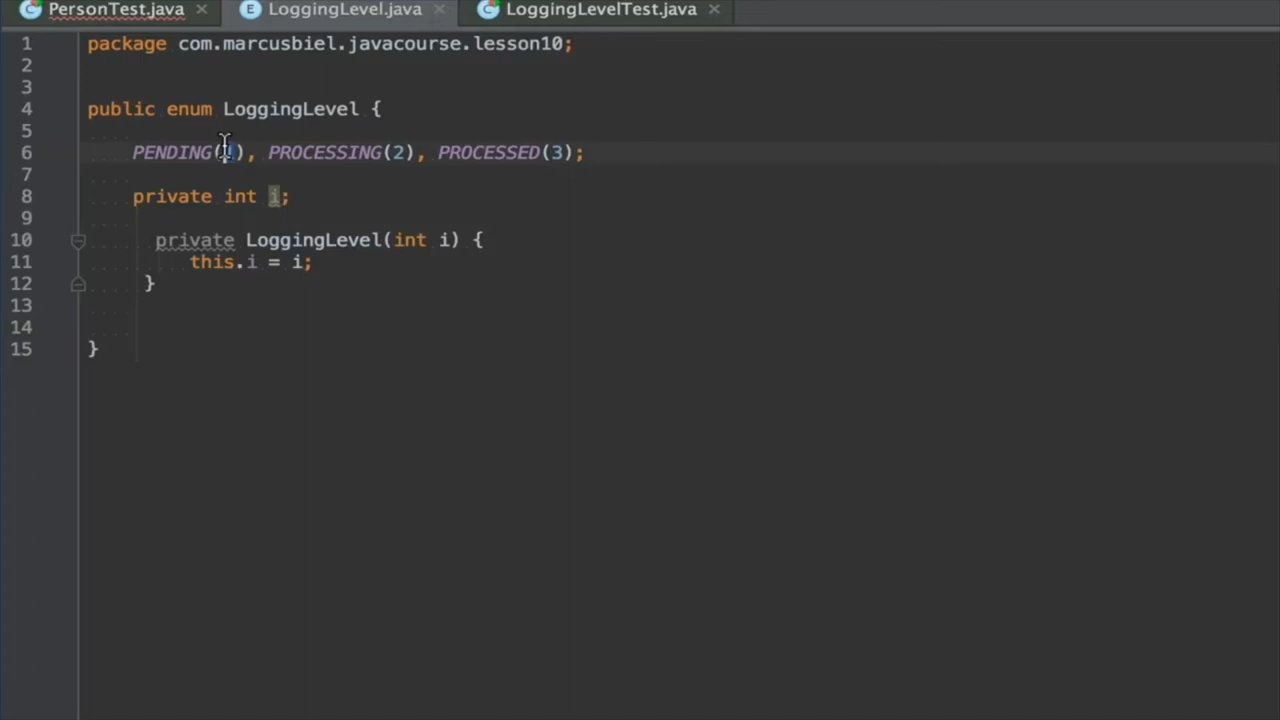 PersonTest.java LoggingLevel.java LoggingLevelTest.java
1 package com.marcusbiel.javacourse.lesson10;
2
3
4 public enum LoggingLevel {
5
6 PENDING(), PROCESSING(2), PROCESSED(3);
7
8 private int i;
9
10 private LoggingLevel(int i) {
11 this.i = i;
12 }
13
14
15 }